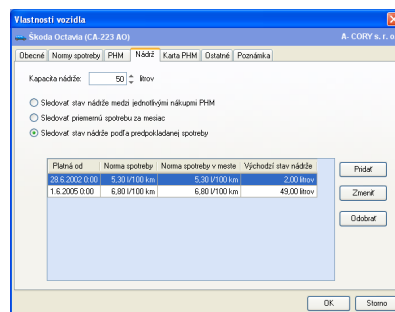 Vlastnosti vozidla
Škoda Octavia (CA-223 AO) A- CORY s. r. o
Obecné Normy spotreby PHM Nádrž Karta PHM Ostatné Poznámka
Kapacita nádrže: 50 litrov
Sledovať stav nádrže medzi jednotlivými nákupmi PHM
Sledovať priemernú spotrebu za mesiac
Sledovať stav nádrže podľa predpokladanej spotreby
Platná od Norma spotreby Norma spotreby v meste Východzí stav nádrže
28.6.2002 0:00 5,30 l/100 km 5,30 l/100 km 2,00 litrov
1.6.2005 0:00 6,80 l/100 km 6,80 l/100 km 49,00 litrov
Pridať
Zmeniť
Odobrať
OK Storno